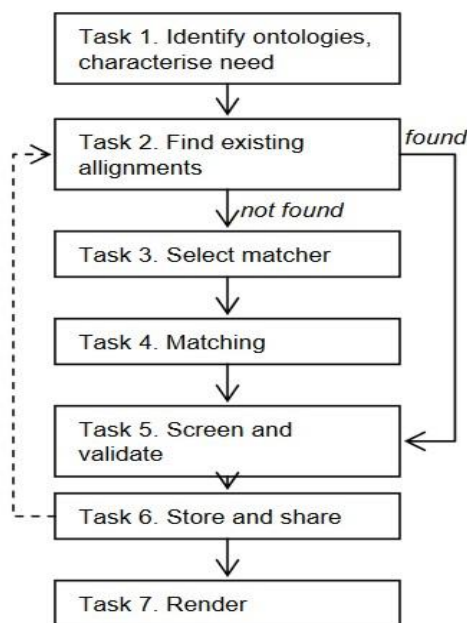 Task 1. Identify ontologies,
characterise need
Task 2. Find existing
allignments
found
not found
Task 3. Select matcher
Task 4. Matching
Task 5. Screen and
validate
Task 6. Store and share
Task 7. Render